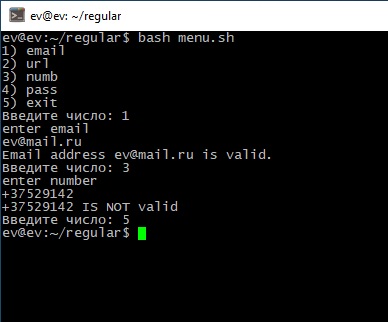 ev@ev: ~/regular
ev@ev:~/regular$ bash menu.sh
1) email
2) url
3) numb
4) pass
5) exit
Введите число: 1
enter email
ev@mail.ru
Email address ev@mail.ru is valid.
Введите число: 3
enter number
+37529142
+37529142 IS NOT valid
Введите число: 5
ev@ev:~/regular$